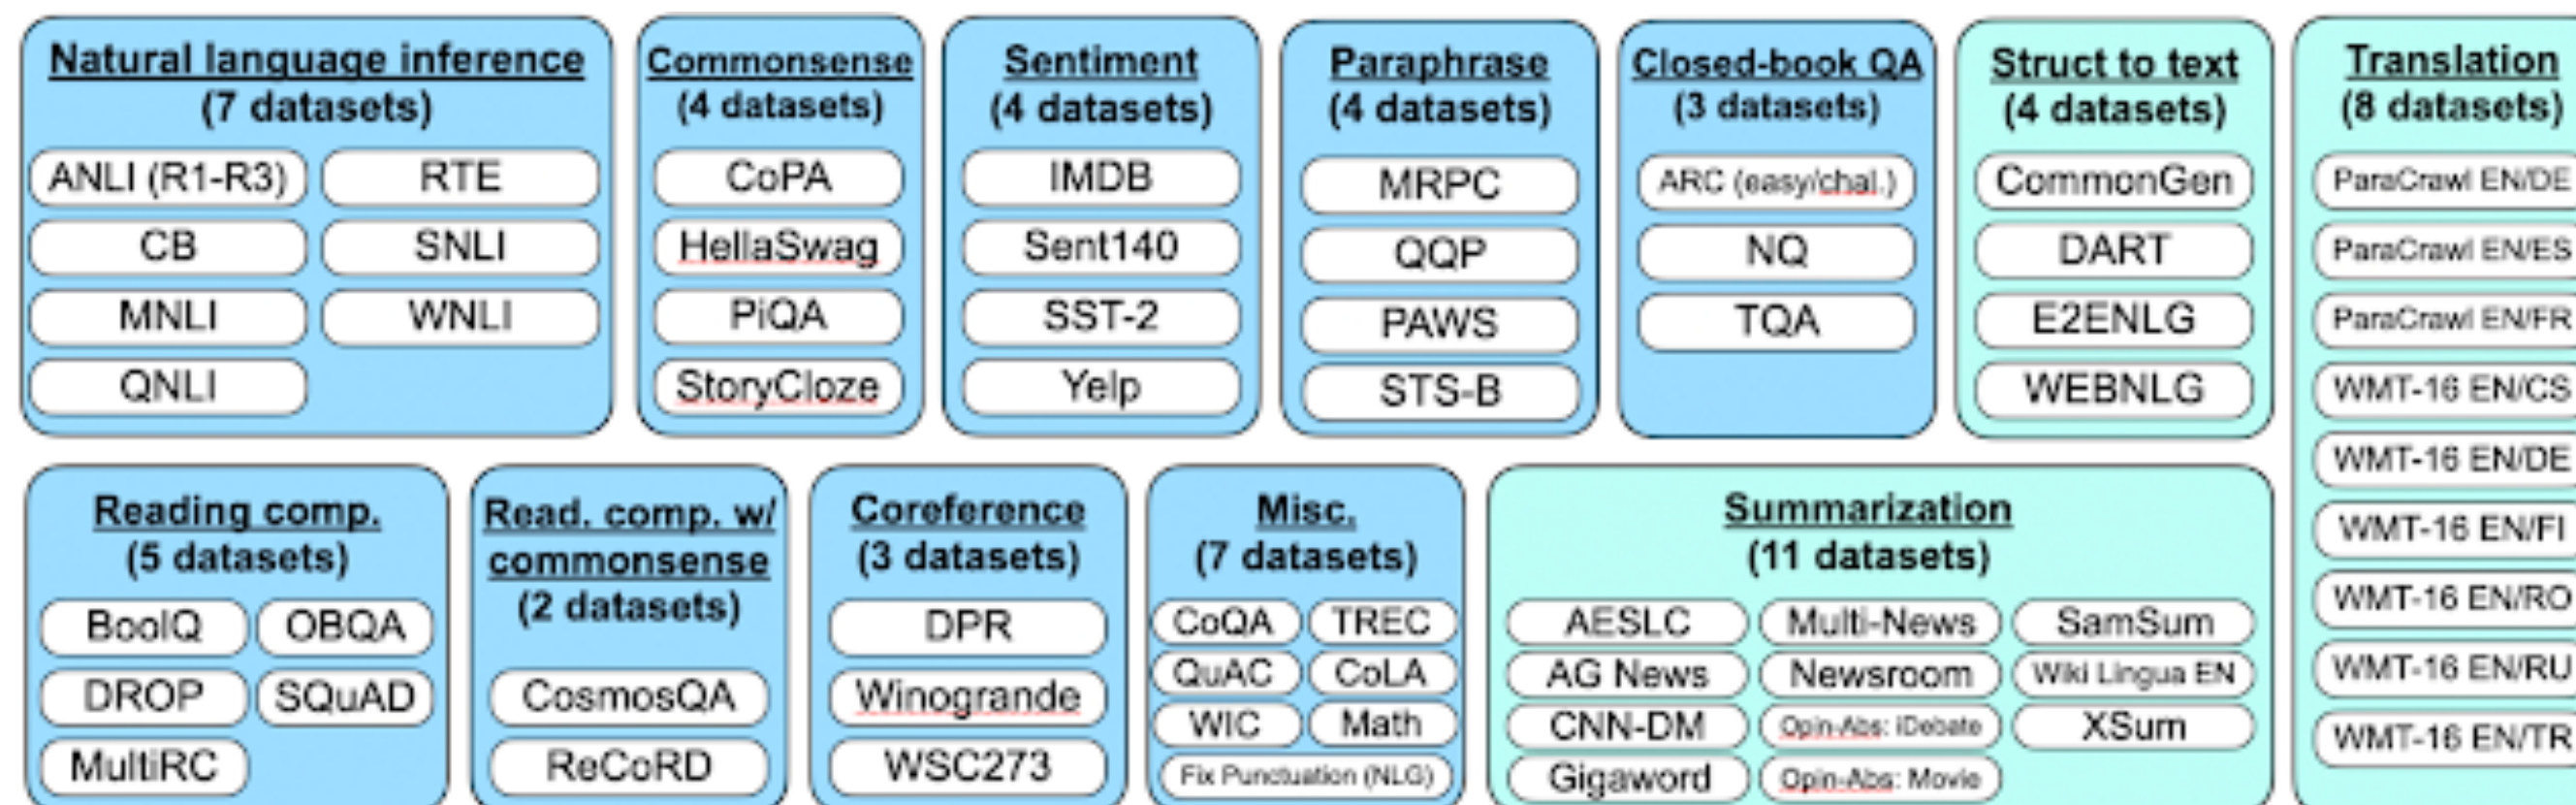 Natural language inference
(7 datasets)
ANLI (R1-R3)
RTE
CB
SNLI
MNLI
WNLI
QNLI
Commonsense
(4 datasets)
CoPA
HellaSwag
PiQA
StoryCloze
Sentiment
(4 datasets)
IMDB
Sent140
SST-2
Yelp
Paraphrase
(4 datasets)
MRPC
QQP
PAWS
STS-B
Closed-book QA
(3 datasets)
ARC (easy/chal.)
NQ
TQA
Struct to text
(4 datasets)
CommonGen
DART
E2ENLG
WEBNLG
Translation
(8 datasets)
ParaCrawl EN/DE
ParaCrawl EN/ES
ParaCrawl EN/FR
WMT-16 EN/CS
WMT-16 EN/DE
WMT-16 EN/FI
WMT-16 EN/RO
WMT-16 EN/RU
WMT-16 EN/TR
Reading comp.
(5 datasets)
BoolQ
OBQA
DROP
SQuAD
MultiRC
Read. comp. w/
commonsense
(2 datasets)
CosmosQA
ReCoRD
Coreference
(3 datasets)
DPR
Winogrande
WSC273
Misc.
(7 datasets)
CoQA
TREC
QuAC
CoLA
WIC
Math
Fix Punctuation (NLG)
Summarization
(11 datasets)
AESLC
Multi-News
SamSum
AG News
Newsroom
Wiki Lingua EN
CNN-DM
Opin-Abs: iDebate
XSum
Gigaword
Opin-Abs: Movie